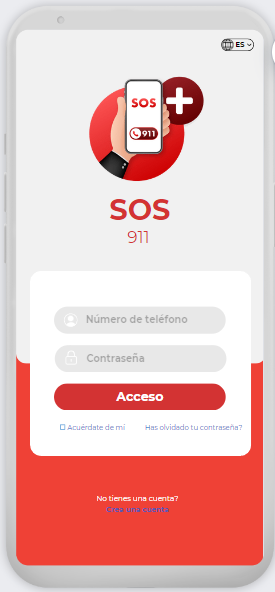 ES
SOS
911
SOS
911
Número de teléfono
Contraseña
Acceso
Acuérdate de mí
Has olvidado tu contraseña?
No tienes una cuenta?
Crea una cuenta